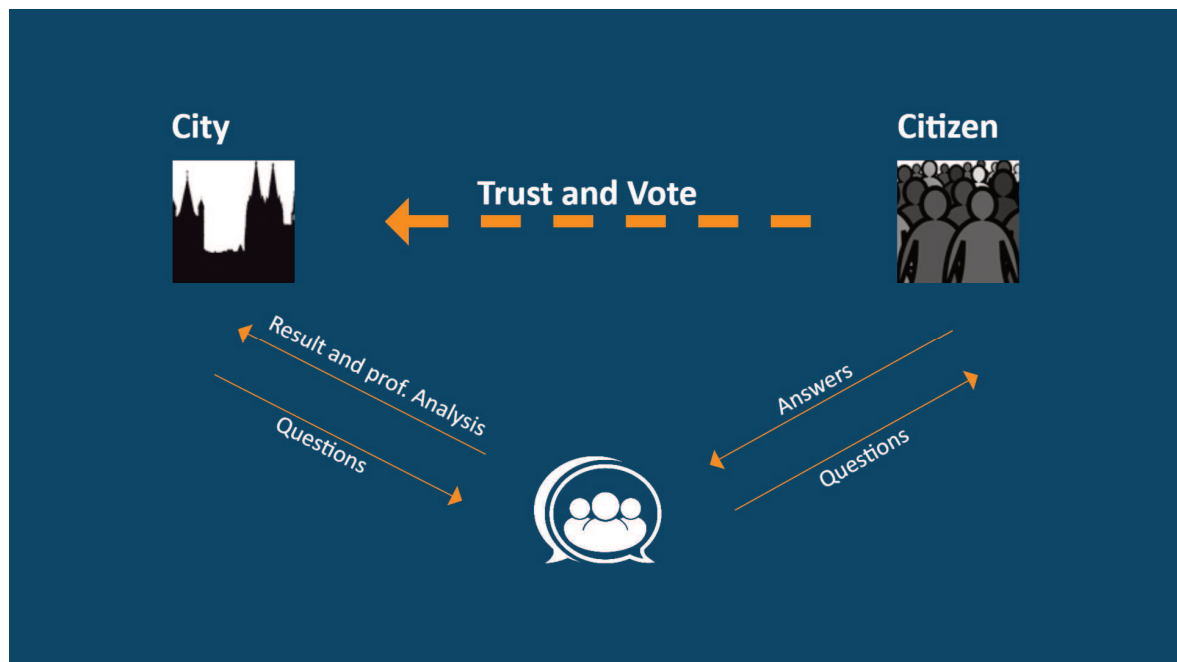 City
Citizen
Trust and Vote
Result and prof. Analysis
Questions
Answers
Questions